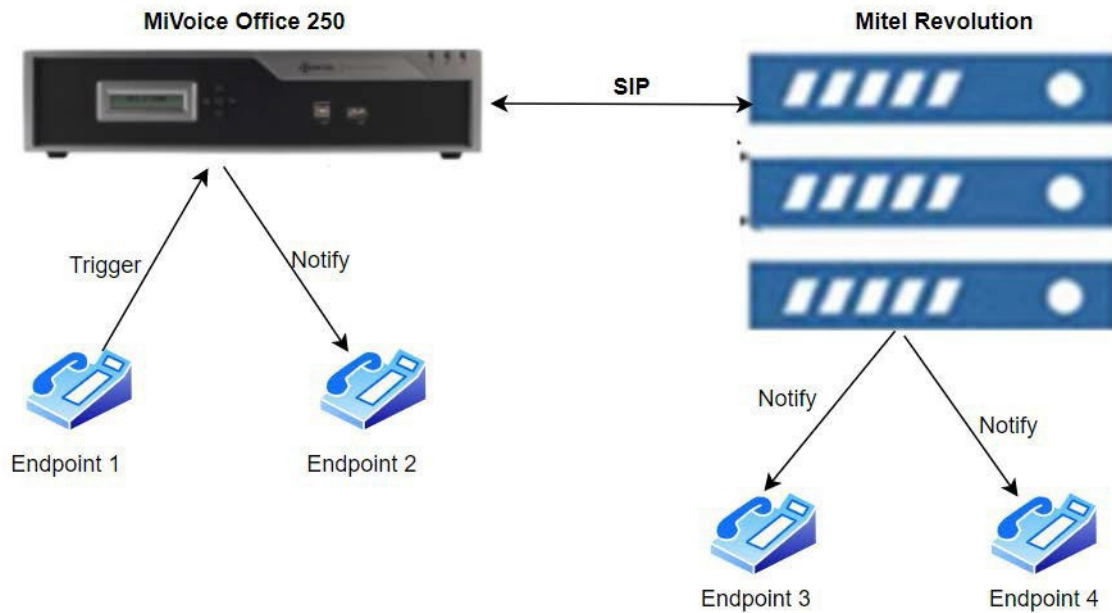 MiVoice Office 250
Mitel Revolution
SIP
Trigger
Notify
Endpoint 1
Endpoint 2
Notify
Notify
Endpoint 3
Endpoint 4